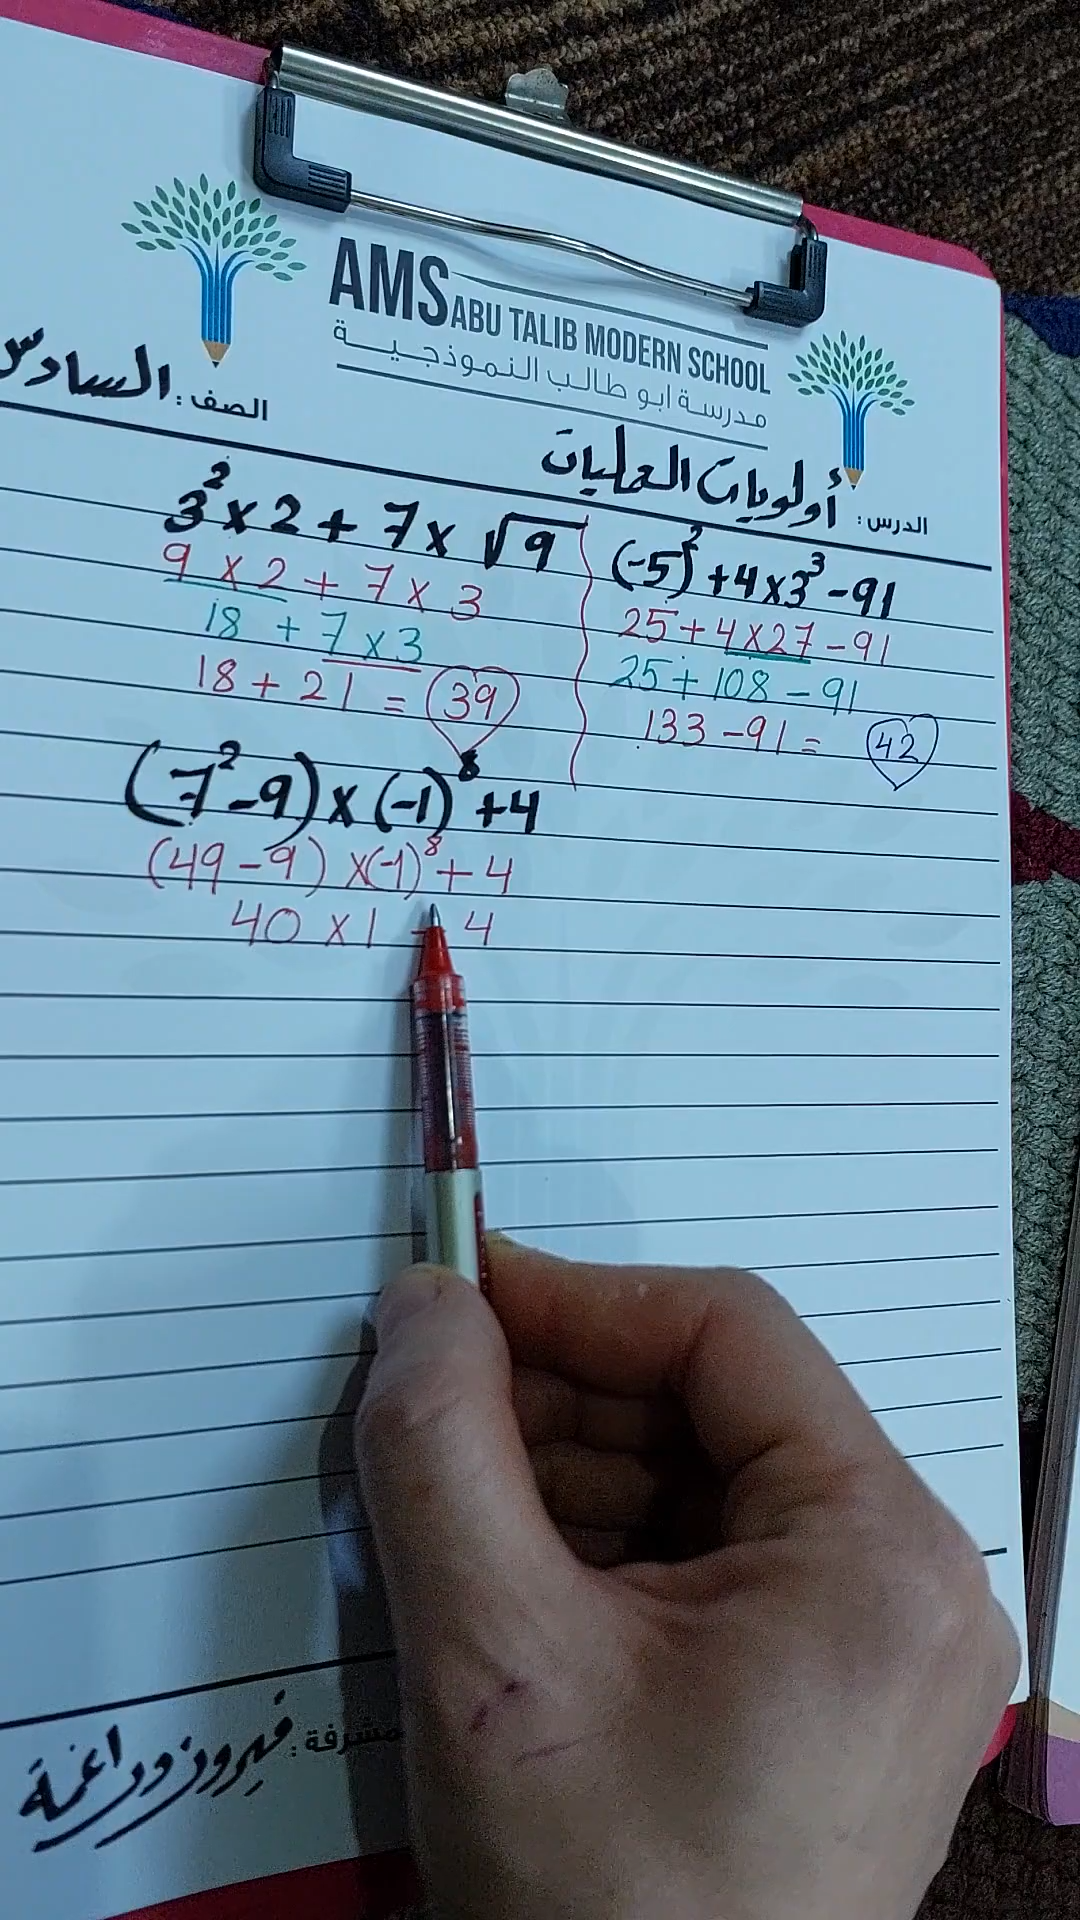 AMS ABU TALIB MODERN SCHOOL
مدرسة ابو طالب النموذجية
الصف: السادس
الدرس: أولويات العمليات
3² × 2 + 7 × √9
9 × 2 + 7 × 3
18 + 7 × 3
18 + 21 = 39
(-5)² + 4 × 3³ - 91
25 + 4 × 27 - 91
25 + 108 - 91
133 - 91 = 42
(7² - 9) × (-1)⁸ + 4
(49 - 9) × (-1)⁸ + 4
40 × 1 + 4
مشرفة: فيروز دراغمة